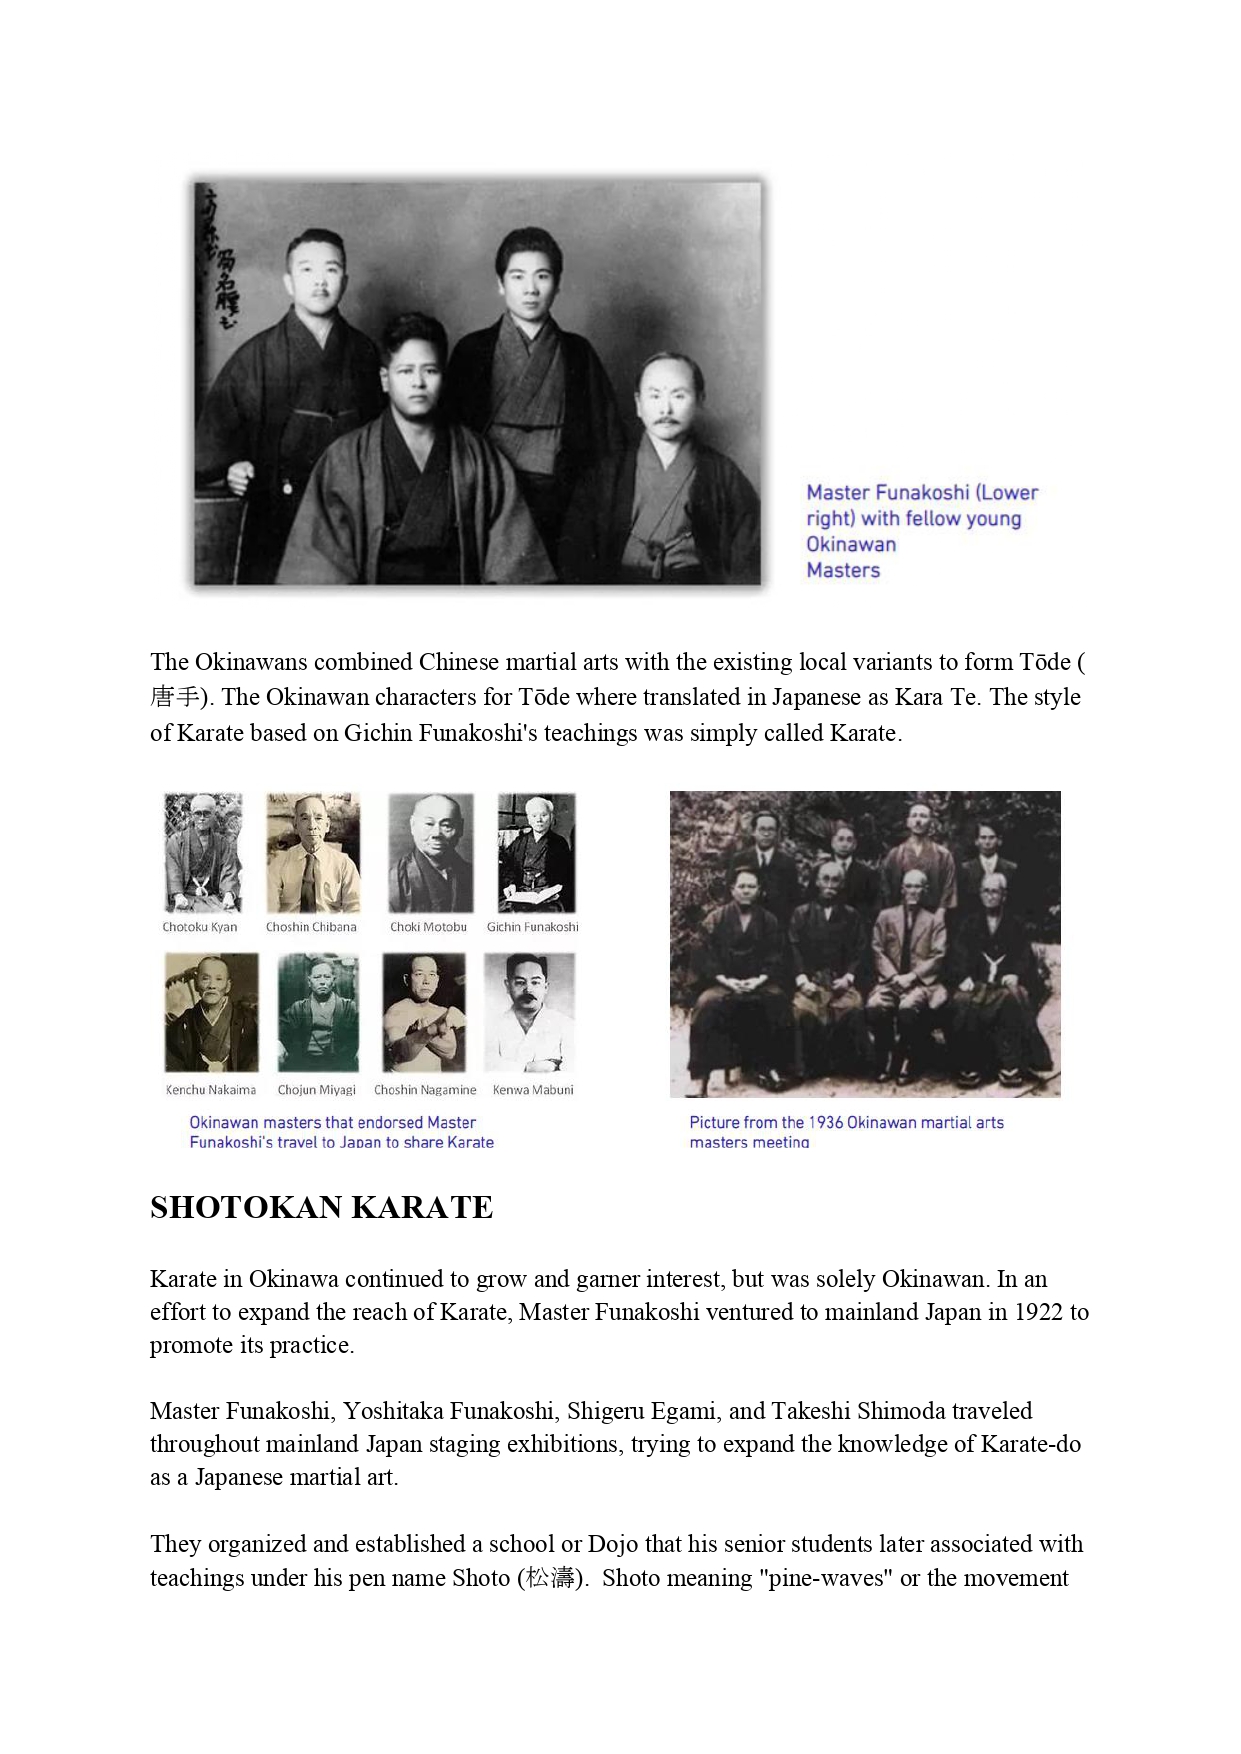 Master Funakoshi (Lower
right) with fellow young
Okinawan
Masters
The Okinawans combined Chinese martial arts with the existing local variants to form Tōde (
唐手). The Okinawan characters for Tōde where translated in Japanese as Kara Te. The style
of Karate based on Gichin Funakoshi's teachings was simply called Karate.
Chotoku Kyan Choshin Chibana Choki Motobu Gichin Funakoshi
Kenchu Nakaima Chojun Miyagi Choshin Nagamine Kenwa Mabuni
Okinawan masters that endorsed Master
Funakoshi's travel to Japan to share Karate
Picture from the 1936 Okinawan martial arts
masters meeting
SHOTOKAN KARATE
Karate in Okinawa continued to grow and garner interest, but was solely Okinawan. In an
effort to expand the reach of Karate, Master Funakoshi ventured to mainland Japan in 1922 to
promote its practice.
Master Funakoshi, Yoshitaka Funakoshi, Shigeru Egami, and Takeshi Shimoda traveled
throughout mainland Japan staging exhibitions, trying to expand the knowledge of Karate-do
as a Japanese martial art.
They organized and established a school or Dojo that his senior students later associated with
teachings under his pen name Shoto (松濤).  Shoto meaning "pine-waves" or the movement